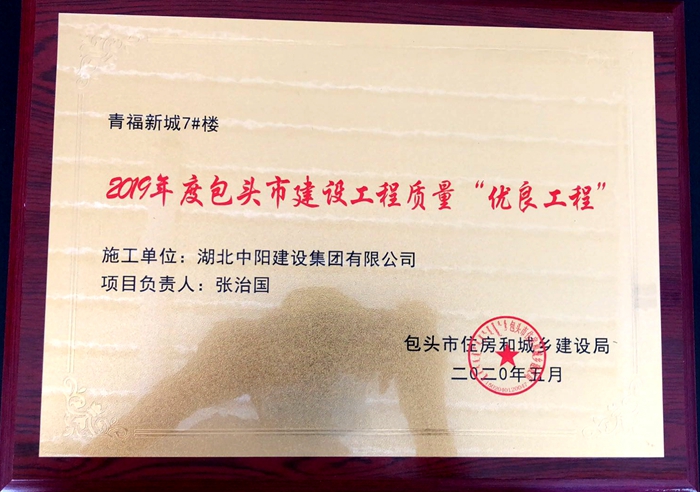 青福新城7#楼
2019年度包头市建设工程质量“优良工程”
施工单位：湖北中阳建设集团有限公司
项目负责人：张治国
包头市住房和城乡建设局
二〇二〇年五月